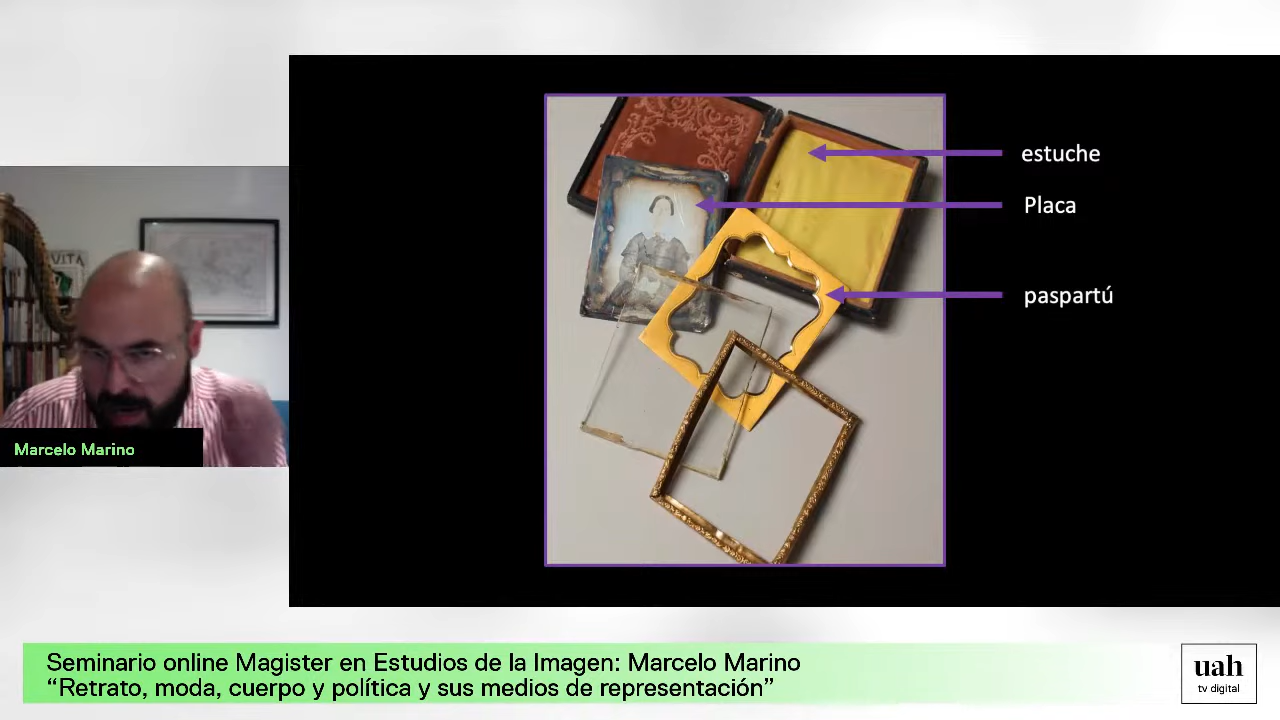 estuche
Placa
paspartú
VITA
Marcelo Marino
Seminario online Magister en Estudios de la Imagen: Marcelo Marino
“Retrato, moda, cuerpo y política y sus medios de representación”
uah
tv digital